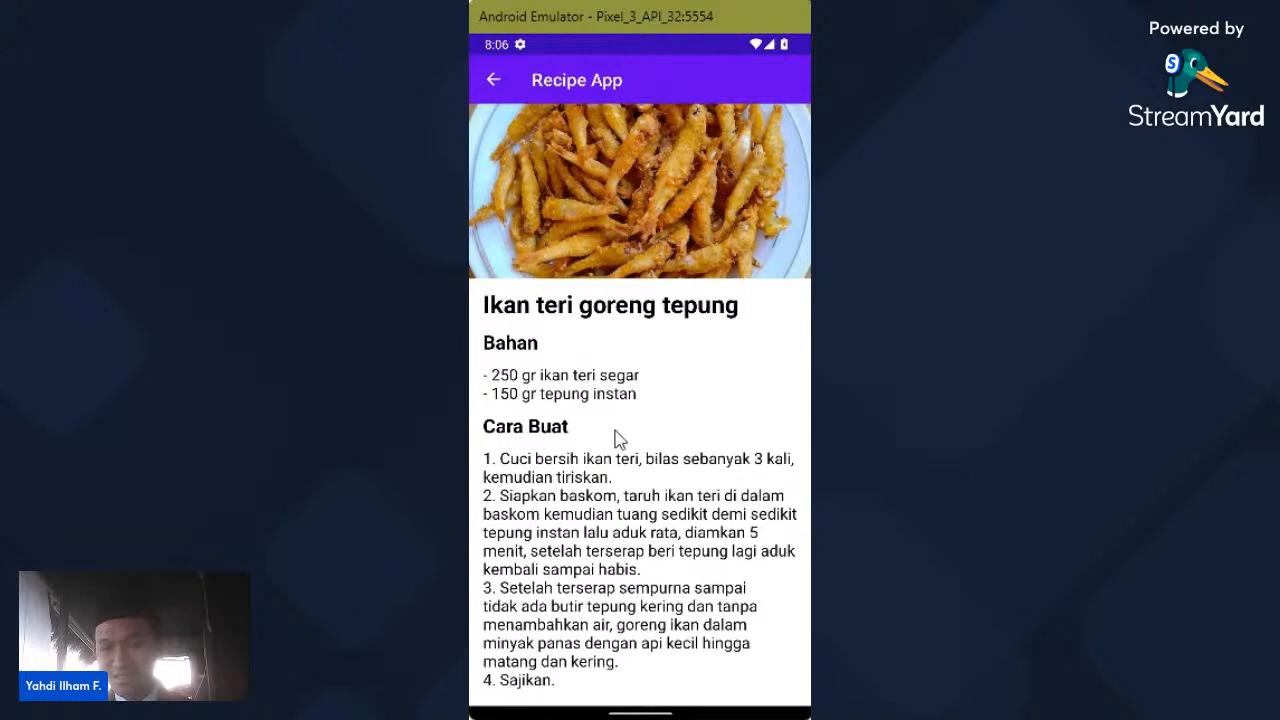 Android Emulator - Pixel_3_API_32:5554
8:06
Recipe App
Ikan teri goreng tepung
Bahan
- 250 gr ikan teri segar
- 150 gr tepung instan
Cara Buat
1. Cuci bersih ikan teri, bilas sebanyak 3 kali,
kemudian tiriskan.
2. Siapkan baskom, taruh ikan teri di dalam
baskom kemudian tuang sedikit demi sedikit
tepung instan lalu aduk rata, diamkan 5
menit, setelah terserap beri tepung lagi aduk
kembali sampai habis.
3. Setelah terserap sempurna sampai
tidak ada butir tepung kering dan tanpa
menambahkan air, goreng ikan dalam
minyak panas dengan api kecil hingga
matang dan kering.
4. Sajikan.
Powered by
S
StreamYard
Yahdi Ilham F.